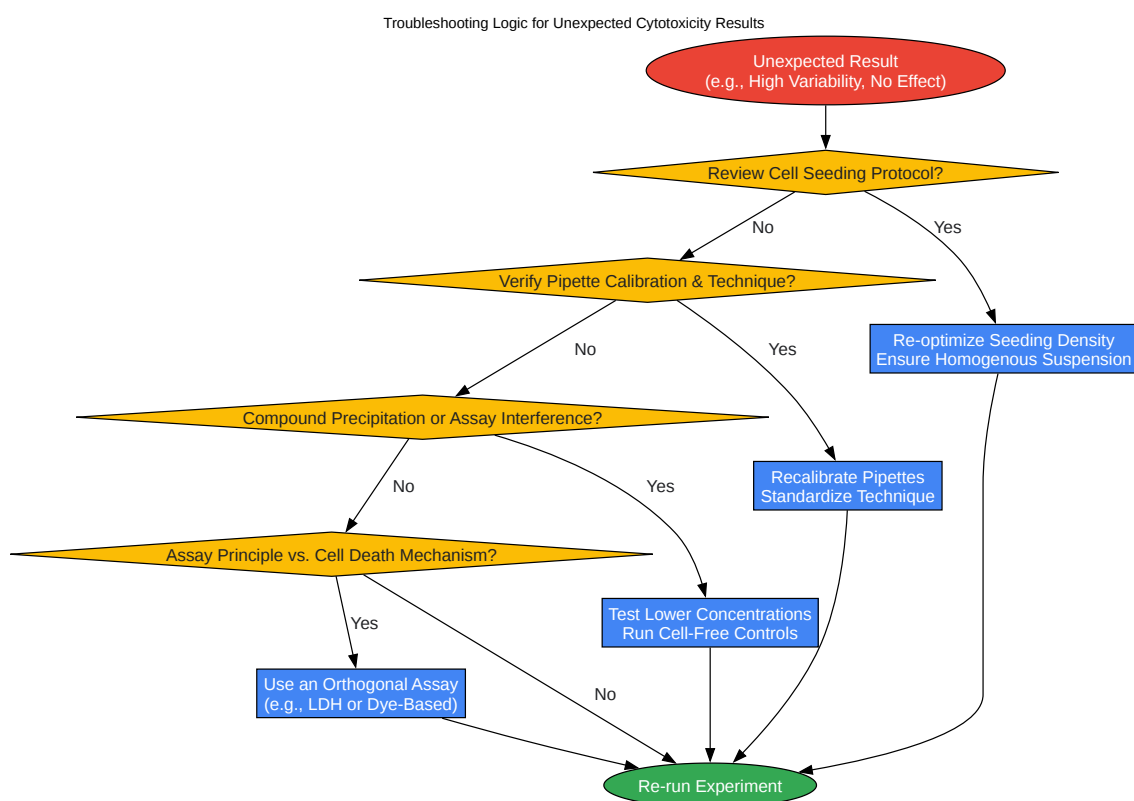 Troubleshooting Logic for Unexpected Cytotoxicity Results
Unexpected Result
(e.g., High Variability, No Effect)
Review Cell Seeding Protocol?
No
Yes
Verify Pipette Calibration & Technique?
Re-optimize Seeding Density
Ensure Homogenous Suspension
No
Yes
Compound Precipitation or Assay Interference?
Recalibrate Pipettes
Standardize Technique
No
Yes
Assay Principle vs. Cell Death Mechanism?
Test Lower Concentrations
Run Cell-Free Controls
Yes
No
Use an Orthogonal Assay
(e.g., LDH or Dye-Based)
Re-run Experiment